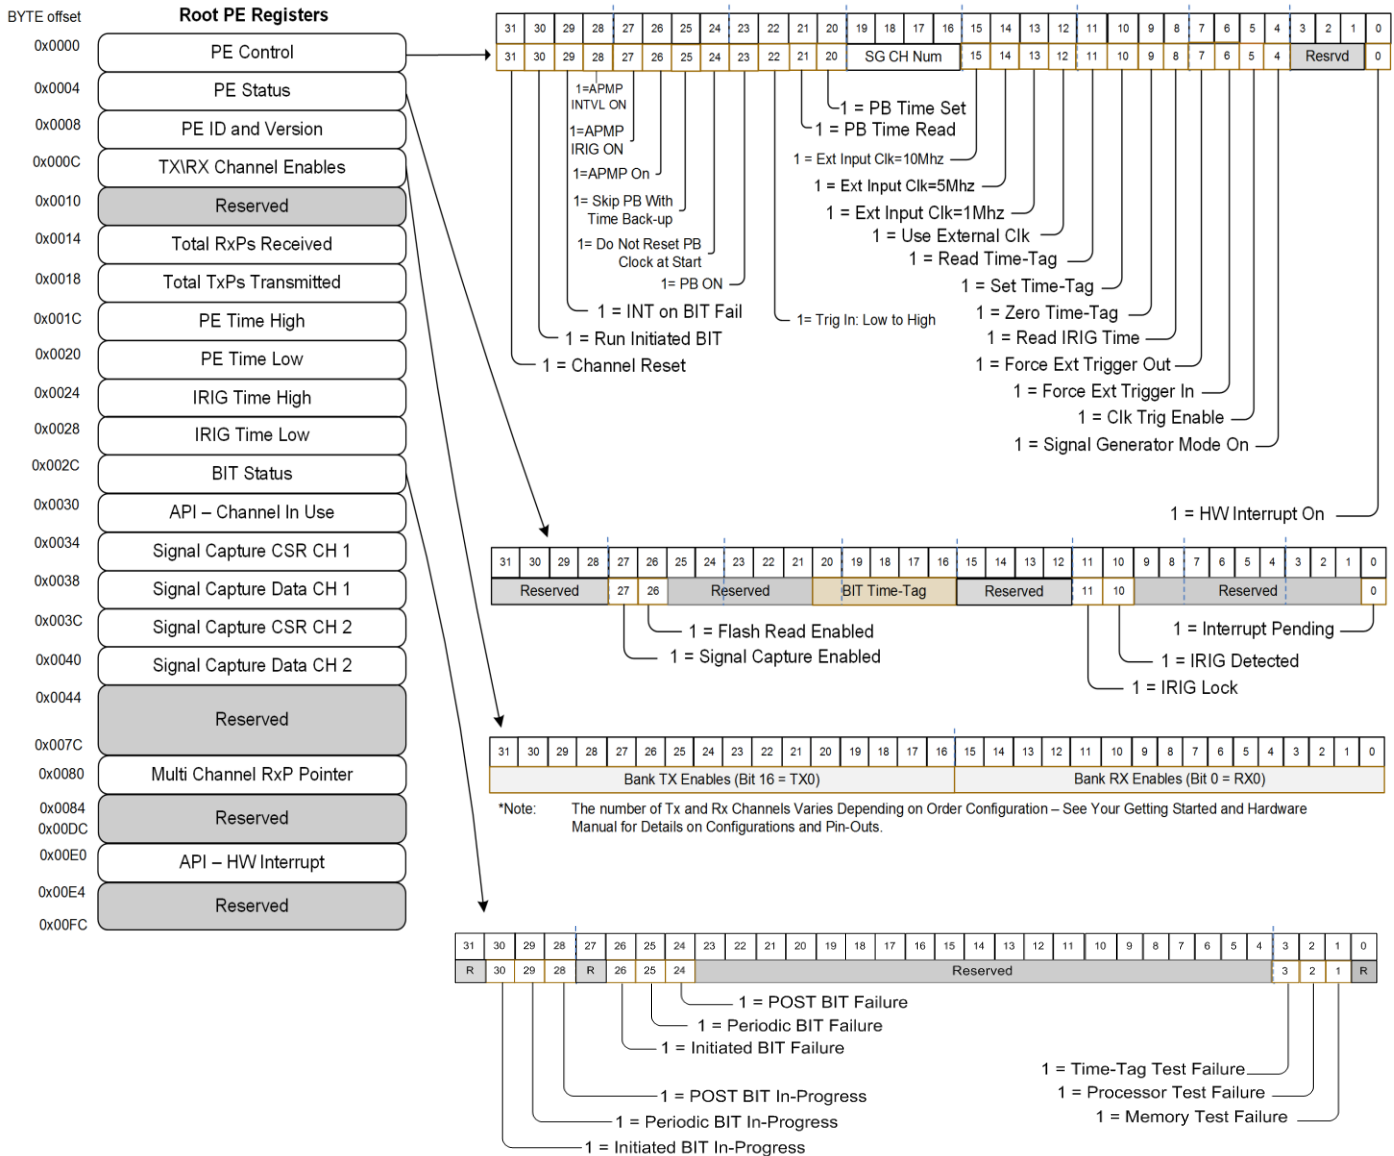 BYTE offset
Root PE Registers
0x0000
PE Control
0x0004
PE Status
0x0008
PE ID and Version
0x000C
TX\RX Channel Enables
0x0010
Reserved
0x0014
Total RxPs Received
0x0018
Total TxPs Transmitted
0x001C
PE Time High
0x0020
PE Time Low
0x0024
IRIG Time High
0x0028
IRIG Time Low
0x002C
BIT Status
0x0030
API – Channel In Use
0x0034
Signal Capture CSR CH 1
0x0038
Signal Capture Data CH 1
0x003C
Signal Capture CSR CH 2
0x0040
Signal Capture Data CH 2
0x0044
Reserved
0x007C
0x0080
Multi Channel RxP Pointer
0x0084
Reserved
0x00DC
0x00E0
API – HW Interrupt
0x00E4
Reserved
0x00FC
31 30 29 28 27 26 25 24 23 22 21 20 19 18 17 16 15 14 13 12 11 10 9 8 7 6 5 4 3 2 1 0
31 30 29 28 27 26 25 24 23 22 21 20 SG CH Num 15 14 13 12 11 10 9 8 7 6 5 4 Resrvd 0
1=APMP
INTVL ON
1=APMP
IRIG ON
1=APMP On
1= Skip PB With
Time Back-up
1= Do Not Reset PB
Clock at Start
1= PB ON
1 = INT on BIT Fail
1 = Run Initiated BIT
1 = Channel Reset
1 = PB Time Set
1 = PB Time Read
1= Trig In: Low to High
1 = Ext Input Clk=10Mhz
1 = Ext Input Clk=5Mhz
1 = Ext Input Clk=1Mhz
1 = Use External Clk
1 = Read Time-Tag
1 = Set Time-Tag
1 = Zero Time-Tag
1 = Read IRIG Time
1 = Force Ext Trigger Out
1 = Force Ext Trigger In
1 = Clk Trig Enable
1 = Signal Generator Mode On
1 = HW Interrupt On
31 30 29 28 27 26 25 24 23 22 21 20 19 18 17 16 15 14 13 12 11 10 9 8 7 6 5 4 3 2 1 0
Reserved 27 26 Reserved BIT Time-Tag Reserved 11 10 Reserved 0
1 = Flash Read Enabled
1 = Signal Capture Enabled
1 = Interrupt Pending
1 = IRIG Detected
1 = IRIG Lock
31 30 29 28 27 26 25 24 23 22 21 20 19 18 17 16 15 14 13 12 11 10 9 8 7 6 5 4 3 2 1 0
Bank TX Enables (Bit 16 = TX0) Bank RX Enables (Bit 0 = RX0)
*Note: The number of Tx and Rx Channels Varies Depending on Order Configuration – See Your Getting Started and Hardware
Manual for Details on Configurations and Pin-Outs.
31 30 29 28 27 26 25 24 23 22 21 20 19 18 17 16 15 14 13 12 11 10 9 8 7 6 5 4 3 2 1 0
R 30 29 28 R 26 25 24 Reserved 3 2 1 R
1 = POST BIT Failure
1 = Periodic BIT Failure
1 = Initiated BIT Failure
1 = POST BIT In-Progress
1 = Periodic BIT In-Progress
1 = Initiated BIT In-Progress
1 = Time-Tag Test Failure
1 = Processor Test Failure
1 = Memory Test Failure